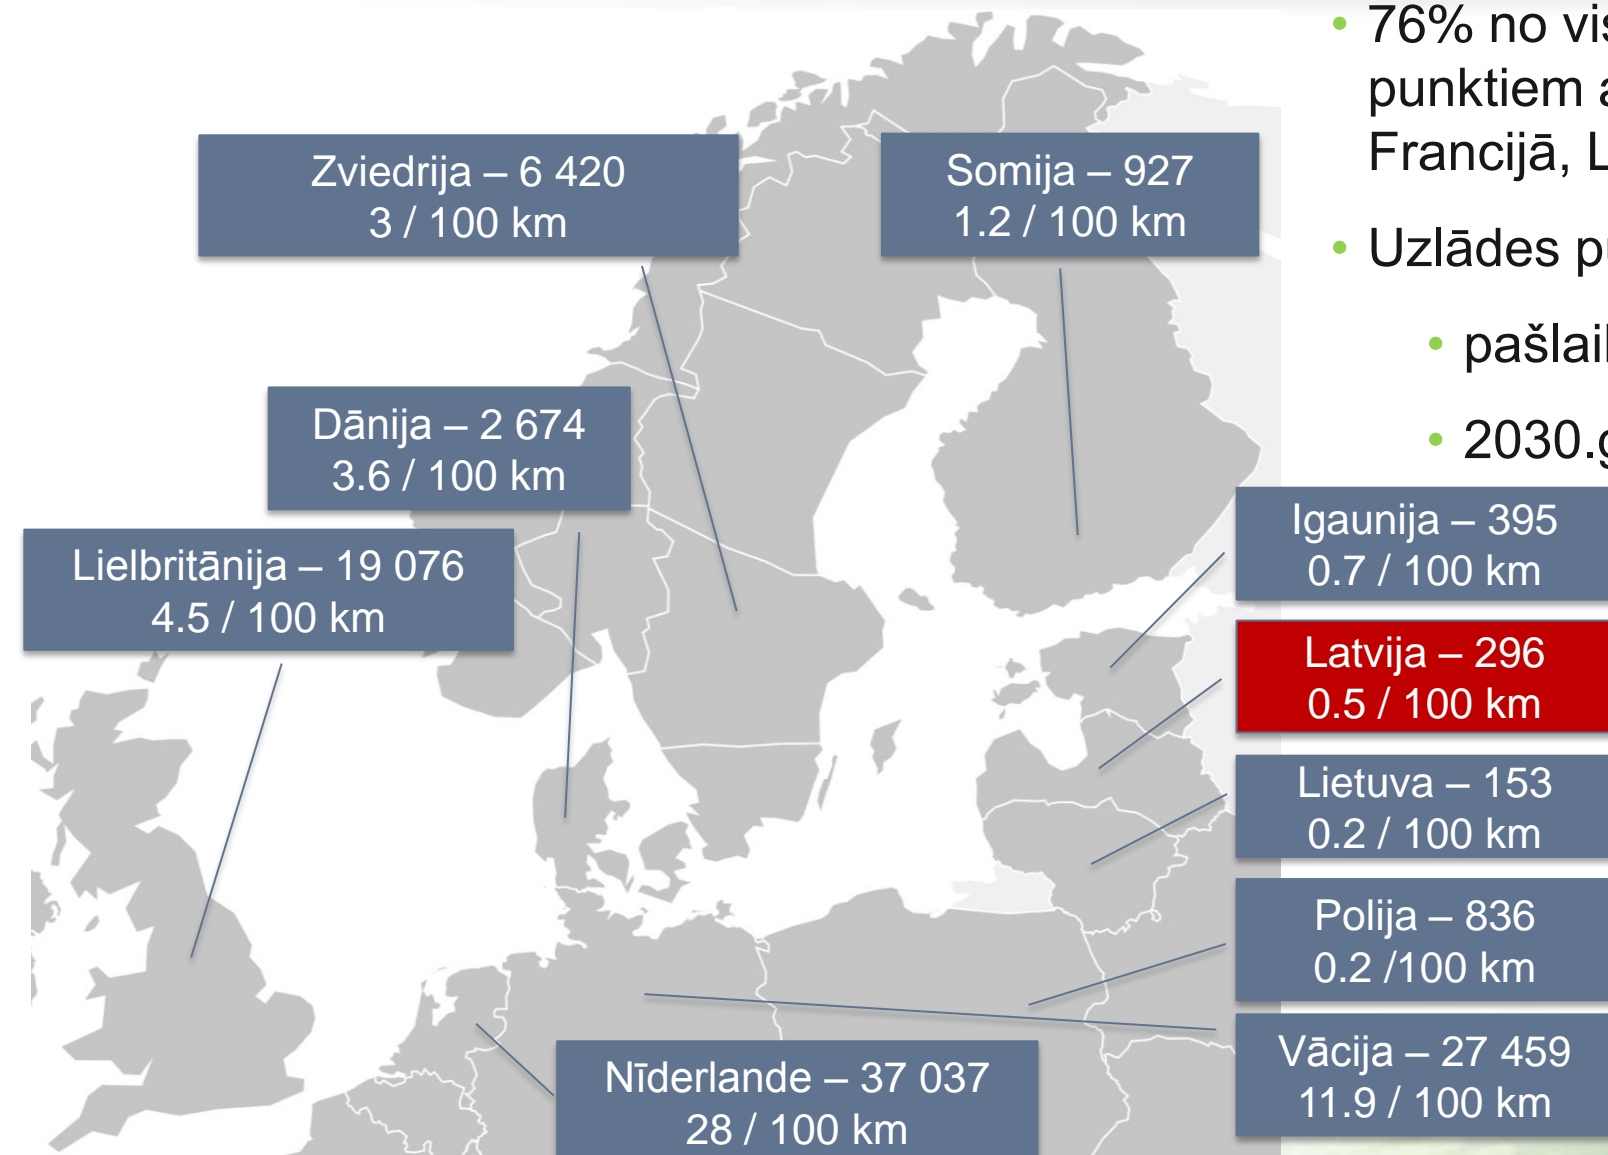 76% no
punktiem
Francijā,
Uzlādes
2030.g
Zviedrija – 6 420
3 / 100 km
Somija – 927
1.2 / 100 km
Dānija – 2 674
3.6 / 100 km
Lielbritānija – 19 076
4.5 / 100 km
Igaunija – 395
0.7 / 100 km
Latvija – 296
0.5 / 100 km
Lietuva – 153
0.2 / 100 km
Polija – 836
0.2 /100 km
Vācija – 27 459
11.9 / 100 km
Nīderlande – 37 037
28 / 100 km